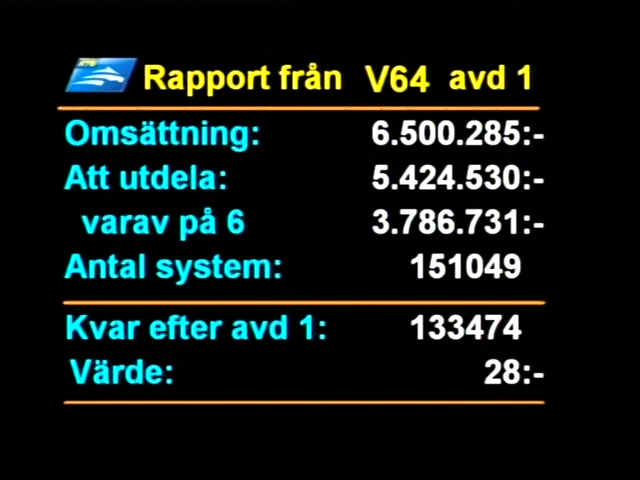 Rapport från V64 avd 1
Omsättning: 6.500.285:-
Att utdela: 5.424.530:-
varav på 6 3.786.731:-
Antal system: 151049
Kvar efter avd 1: 133474
Värde: 28:-